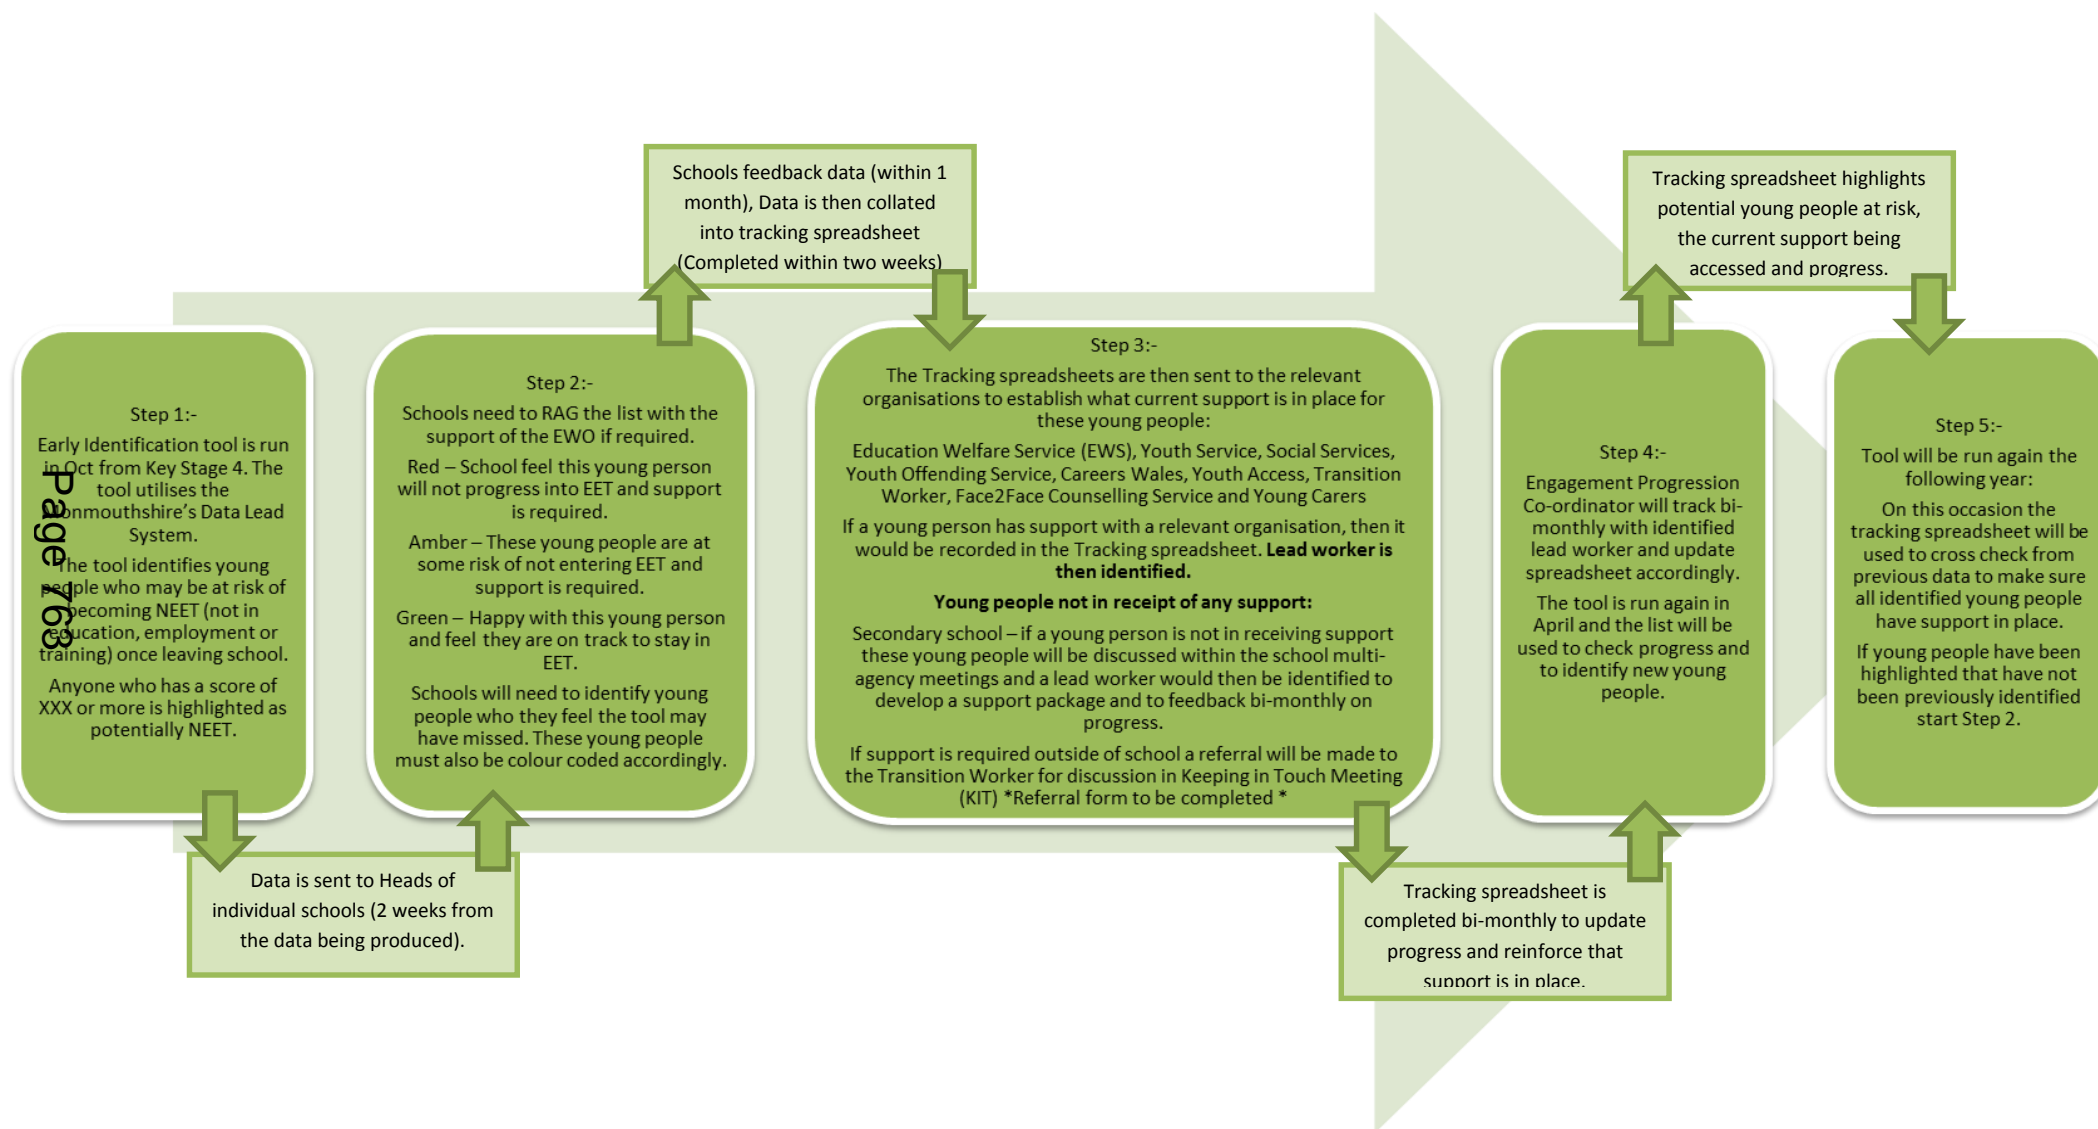 Step 1:-
Early Identification tool is run
in Oct from Key Stage 4. The
tool utilises the
Monmouthshire's Data Lead
System.
The tool identifies young
people who may be at risk of
becoming NEET (not in
education, employment or
training) once leaving school.
Anyone who has a score of
XXX or more is highlighted as
potentially NEET.
Page 763
Data is sent to Heads of
individual schools (2 weeks from
the data being produced).
Step 2:-
Schools need to RAG the list with the
support of the EWO if required.
Red – School feel this young person
will not progress into EET and support
is required.
Amber – These young people are at
some risk of not entering EET and
support is required.
Green – Happy with this young person
and feel they are on track to stay in
EET.
Schools will need to identify young
people who they feel the tool may
have missed. These young people
must also be colour coded accordingly.
Schools feedback data (within 1
month), Data is then collated
into tracking spreadsheet
(Completed within two weeks)
Step 3:-
The Tracking spreadsheets are then sent to the relevant
organisations to establish what current support is in place for
these young people:
Education Welfare Service (EWS), Youth Service, Social Services,
Youth Offending Service, Careers Wales, Youth Access, Transition
Worker, Face2Face Counselling Service and Young Carers
If a young person has support with a relevant organisation, then it
would be recorded in the Tracking spreadsheet. Lead worker is
then identified.
Young people not in receipt of any support:
Secondary school – if a young person is not in receiving support
these young people will be discussed within the school multi-
agency meetings and a lead worker would then be identified to
develop a support package and to feedback bi-monthly on
progress.
If support is required outside of school a referral will be made to
the Transition Worker for discussion in Keeping in Touch Meeting
(KIT) *Referral form to be completed *
Tracking spreadsheet is
completed bi-monthly to update
progress and reinforce that
support is in place.
Step 4:-
Engagement Progression
Co-ordinator will track bi-
monthly with identified
lead worker and update
spreadsheet accordingly.
The tool is run again in
April and the list will be
used to check progress and
to identify new young
people.
Tracking spreadsheet highlights
potential young people at risk,
the current support being
accessed and progress.
Step 5:-
Tool will be run again the
following year:
On this occasion the
tracking spreadsheet will be
used to cross check from
previous data to make sure
all identified young people
have support in place.
If young people have been
highlighted that have not
been previously identified
start Step 2.